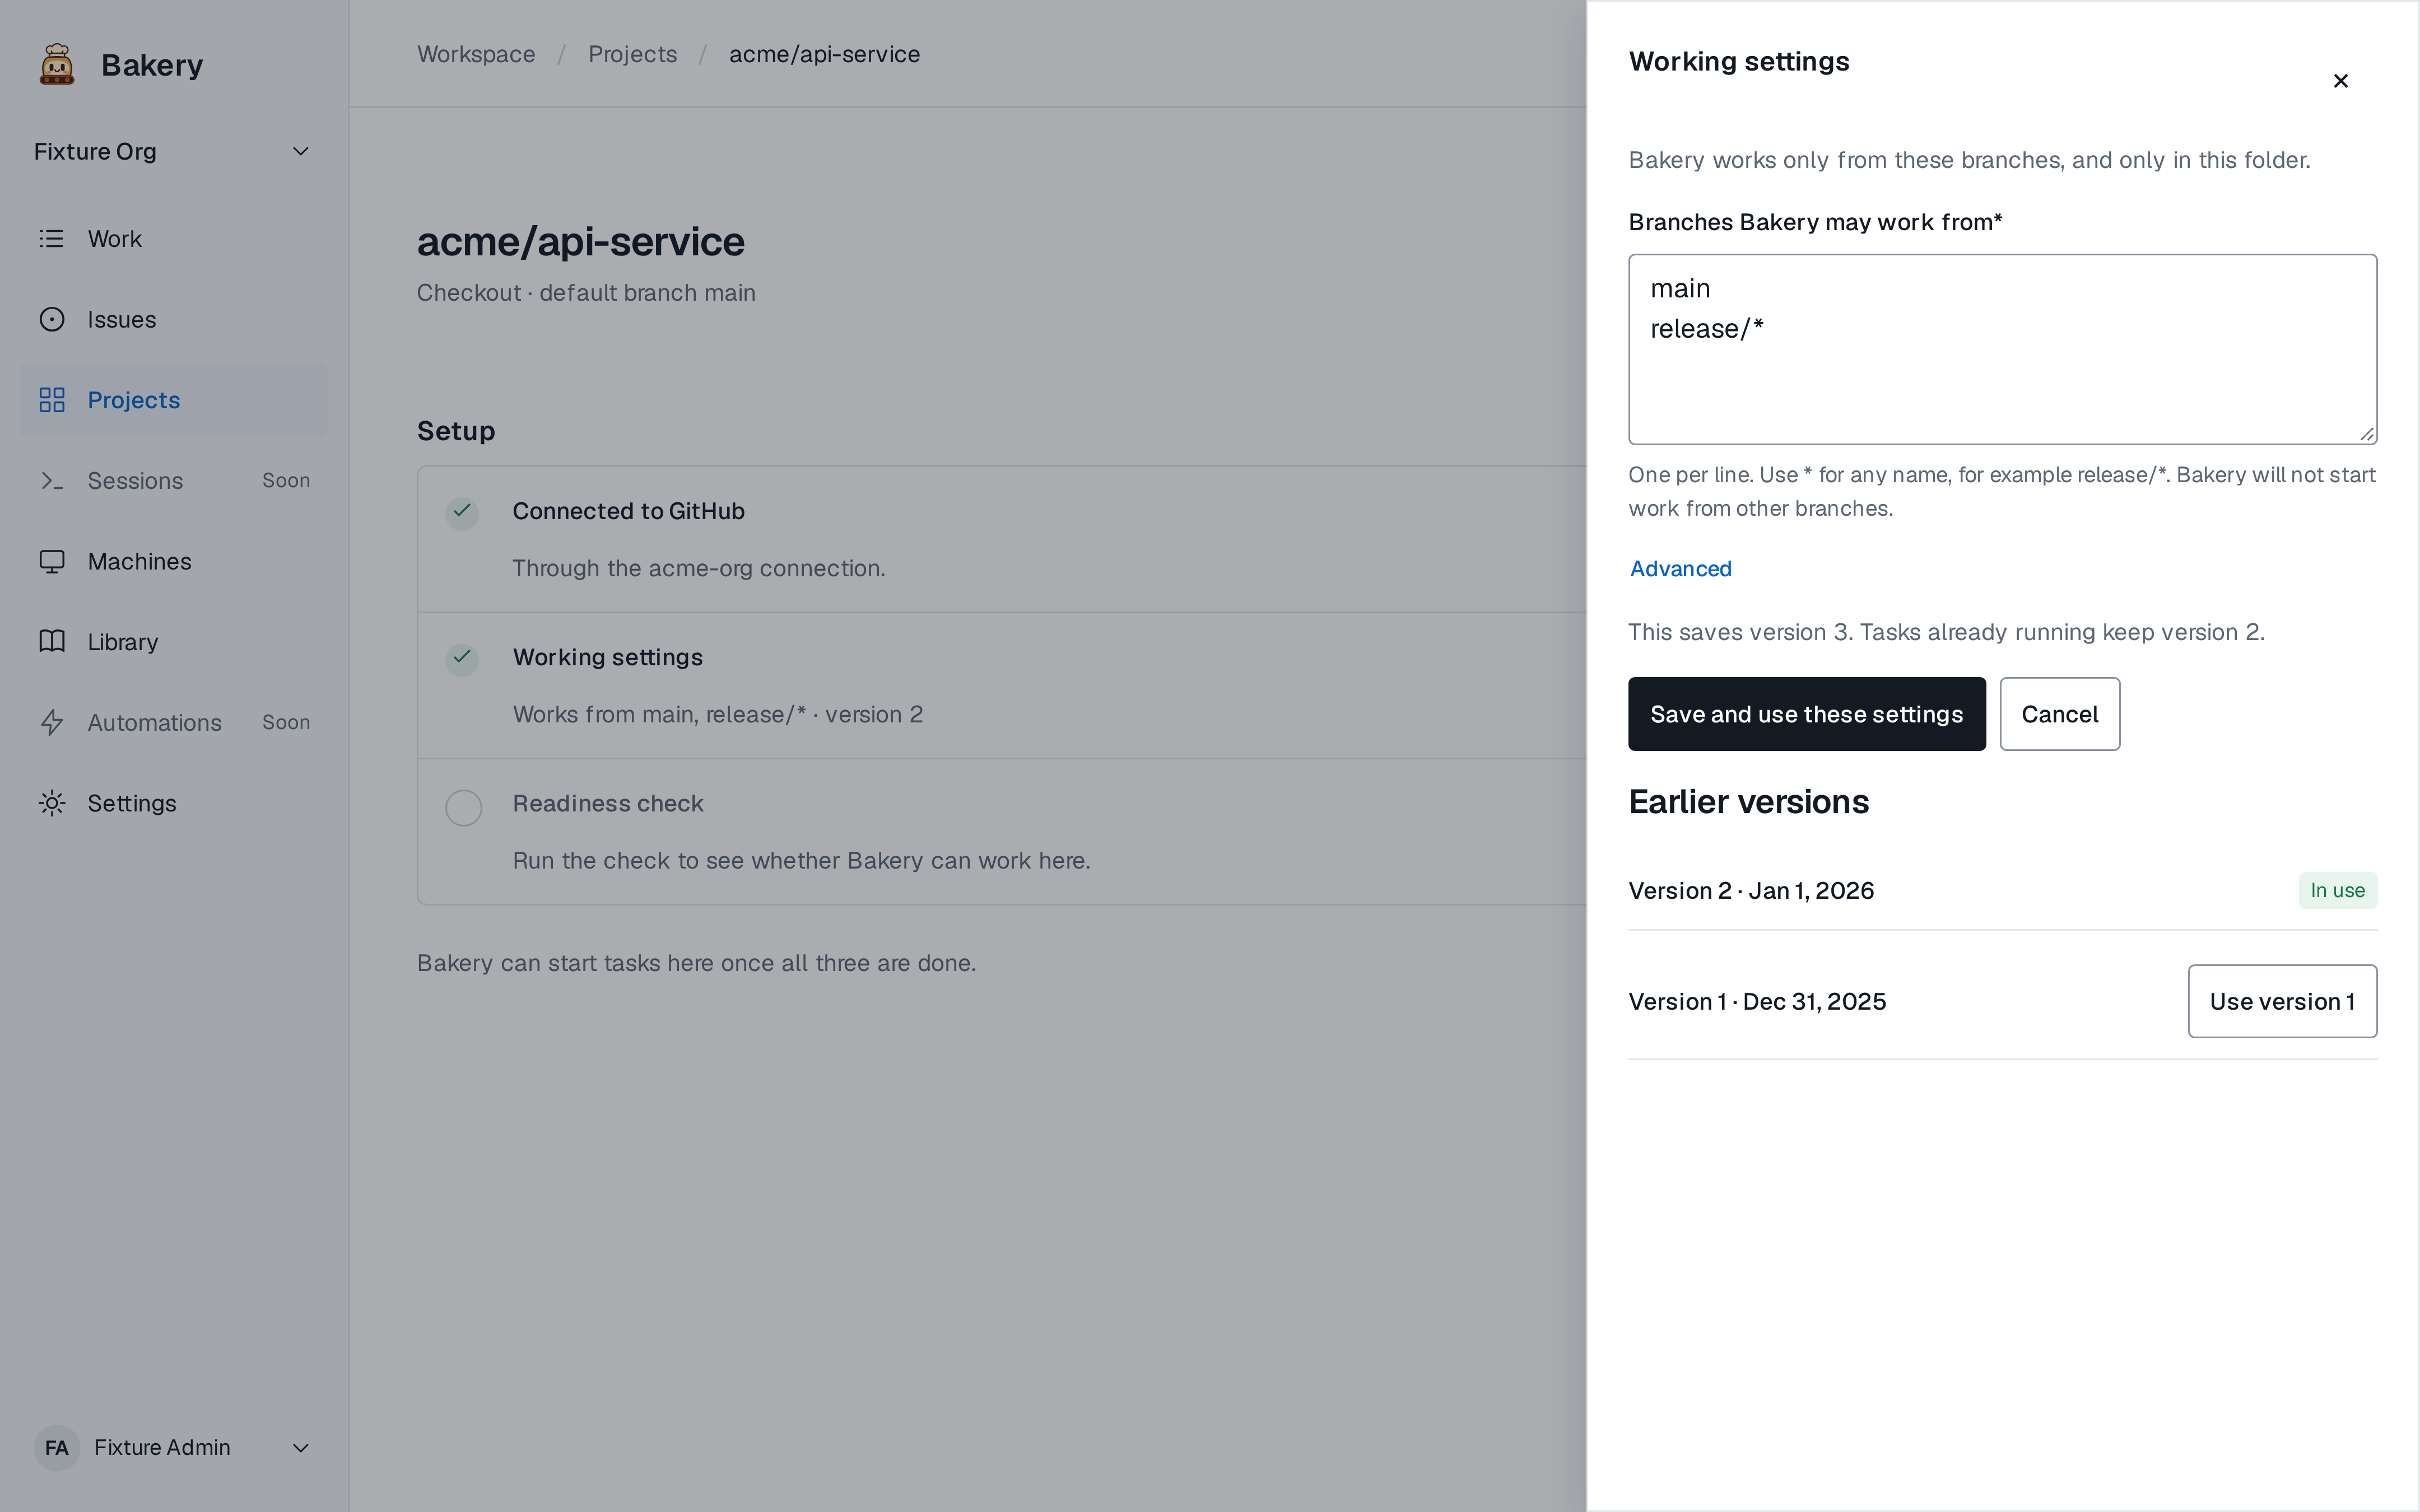 Bakery
Fixture Org
Work
Issues
Projects
Sessions Soon
Machines
Library
Automations Soon
Settings
FA Fixture Admin
Workspace / Projects / acme/api-service
acme/api-service
Checkout · default branch main
Setup
Connected to GitHub
Through the acme-org connection.
Working settings
Works from main, release/* · version 2
Readiness check
Run the check to see whether Bakery can work here.
Bakery can start tasks here once all three are done.
Working settings
Bakery works only from these branches, and only in this folder.
Branches Bakery may work from*
main
release/*
One per line. Use * for any name, for example release/*. Bakery will not start
work from other branches.
Advanced
This saves version 3. Tasks already running keep version 2.
Save and use these settings Cancel
Earlier versions
Version 2 · Jan 1, 2026 In use
Version 1 · Dec 31, 2025 Use version 1